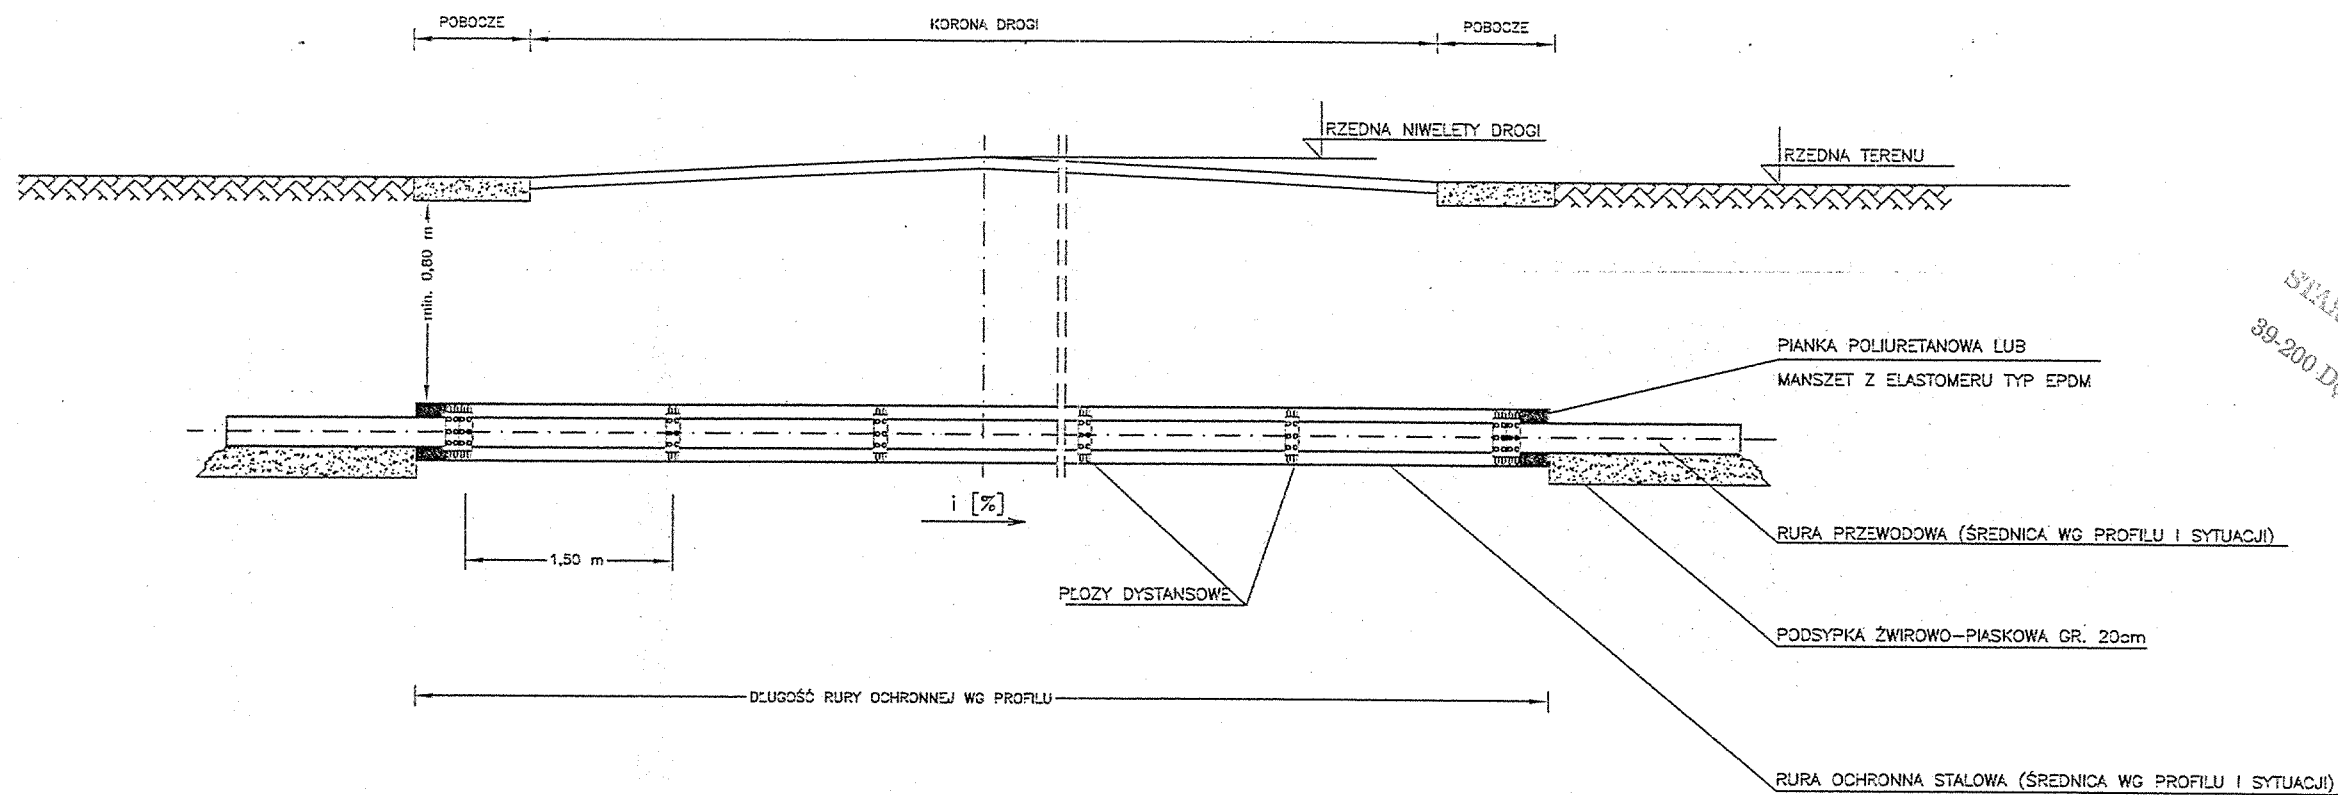 POBOCZE
KORONA DROGI
POBOCZE
RZEDNA NIWELETY DROGI
RZEDNA TERENU
min. 0,80 m
PIANKA POLIURETANOWA LUB
MANSZET Z ELASTOMERU TYP EPDM
39-200
i [%]
1,50 m
RURA PRZEWODOWA (ŚREDNICA WG PROFILU I SYTUACJI)
PŁOZY DYSTANSOWE
PODSYPKA ŻWIROWO-PIASKOWA GR. 20cm
DŁUGOŚĆ RURY OCHRONNEJ WG PROFILU
RURA OCHRONNA STALOWA (ŚREDNICA WG PROFILU I SYTUACJI)